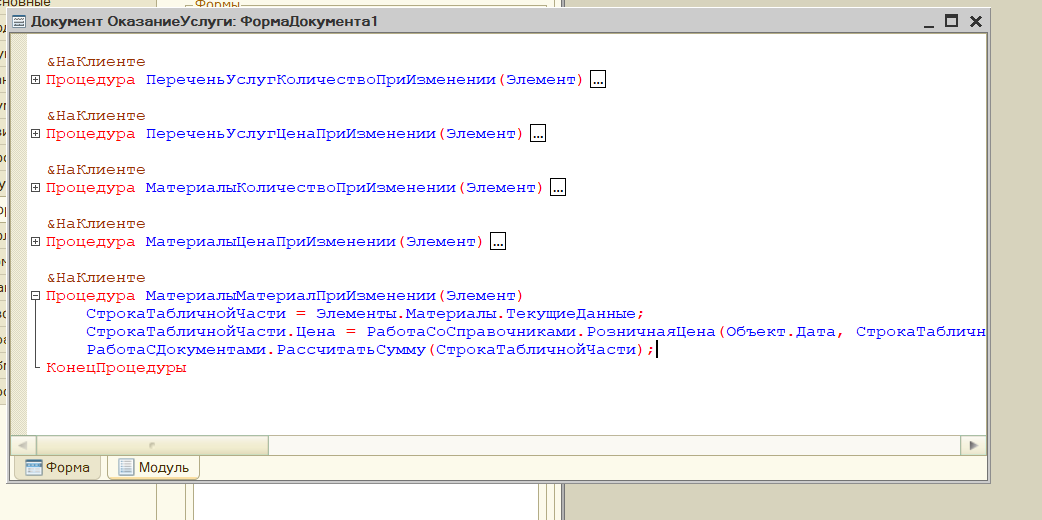 Формы
Документ ОказаниеУслуги: ФормаДокумента1
&НаКлиенте
Процедура ПереченьУслугКоличествоПриИзменении(Элемент) ...
&НаКлиенте
Процедура ПереченьУслугЦенаПриИзменении(Элемент) ...
&НаКлиенте
Процедура МатериалыКоличествоПриИзменении(Элемент) ...
&НаКлиенте
Процедура МатериалыЦенаПриИзменении(Элемент) ...
&НаКлиенте
Процедура МатериалыМатериалПриИзменении(Элемент)
СтрокаТабличнойЧасти = Элементы.Материалы.ТекущиеДанные;
СтрокаТабличнойЧасти.Цена = РаботаСоСправочниками.РозничнаяЦена(Объект.Дата, СтрокаТабличн
РаботаСДокументами.РассчитатьСумму(СтрокаТабличнойЧасти);
КонецПроцедуры
Форма
Модуль